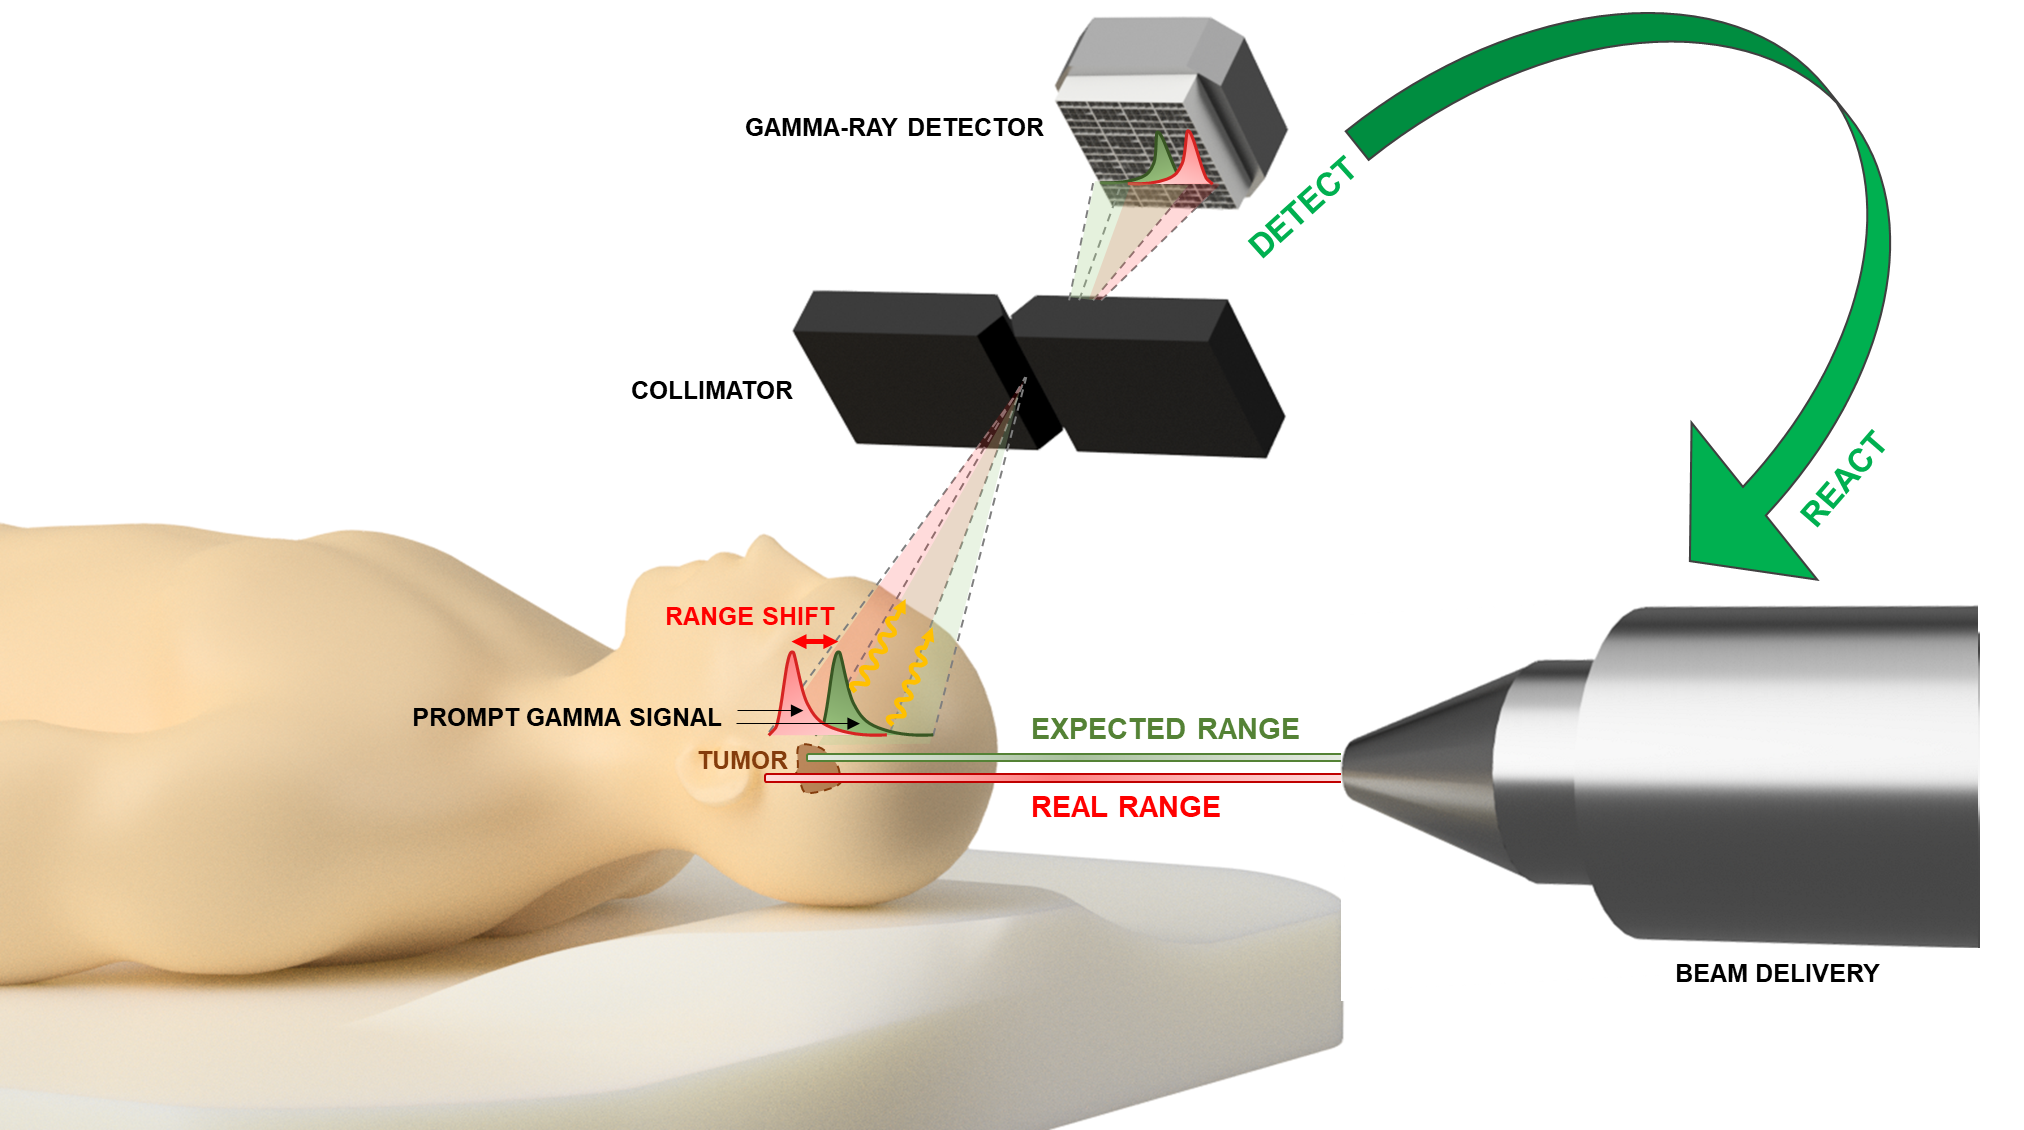 GAMMA-RAY DETECTOR
DETECT
COLLIMATOR
REACT
RANGE SHIFT
PROMPT GAMMA SIGNAL
EXPECTED RANGE
TUMOR
REAL RANGE
BEAM DELIVERY